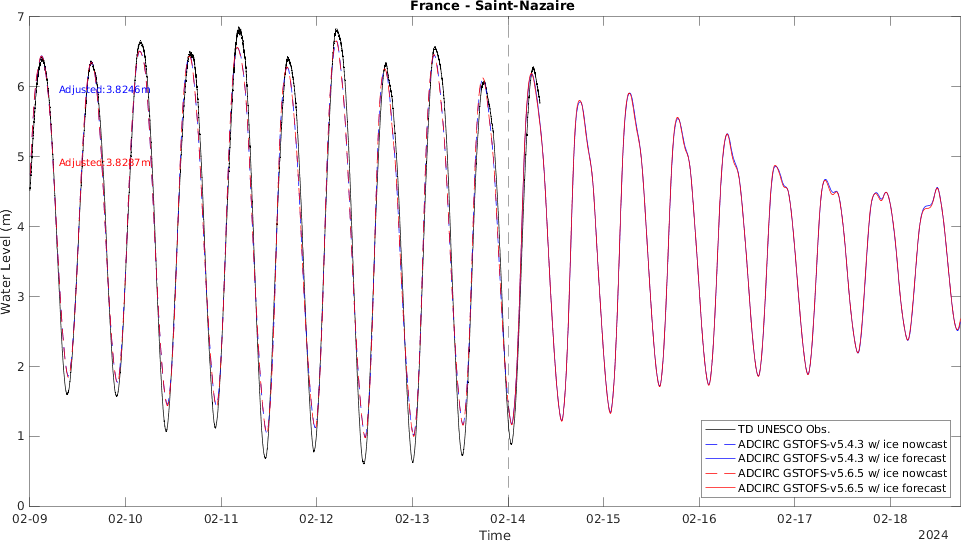 France - Saint-Nazaire
7
6
5
4
3
2
1
0
Water Level (m)
Adjusted:3.8246m
Adjusted:3.8287m
TD UNESCO Obs.
ADCIRC GSTOFS-v5.4.3 w/ ice nowcast
ADCIRC GSTOFS-v5.4.3 w/ ice forecast
ADCIRC GSTOFS-v5.6.5 w/ ice nowcast
ADCIRC GSTOFS-v5.6.5 w/ ice forecast
02-09 02-10 02-11 02-12 02-13 02-14 02-15 02-16 02-17 02-18
Time
2024